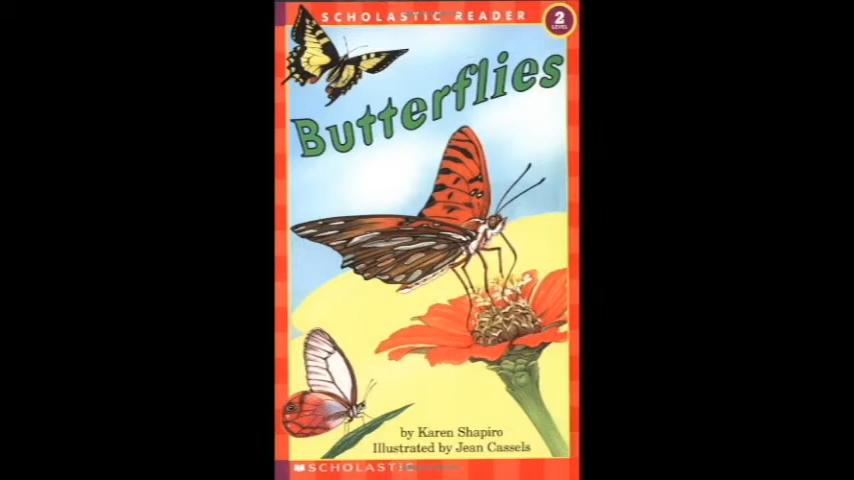 SCHOLASTIC READER
2
LEVEL
Butterflies
by Karen Shapiro
Illustrated by Jean Cassels
SCHOLASTIC